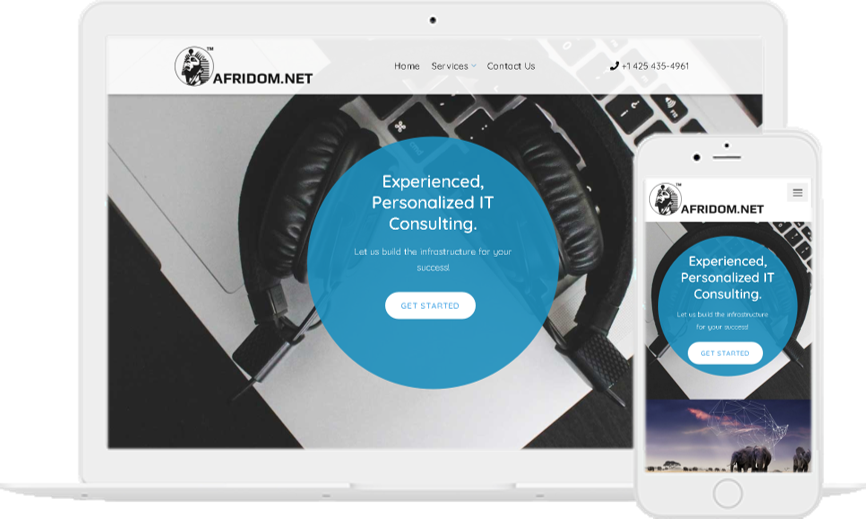 AFRIDOM.NET TM
Home Services Contact Us
+1 425 435-4961
Experienced,
Personalized IT
Consulting.
Let us build the infrastructure for your
success!
GET STARTED
AFRIDOM.NET TM
Experienced,
Personalized IT
Consulting.
Let us build the infrastructure
for your success!
GET STARTED